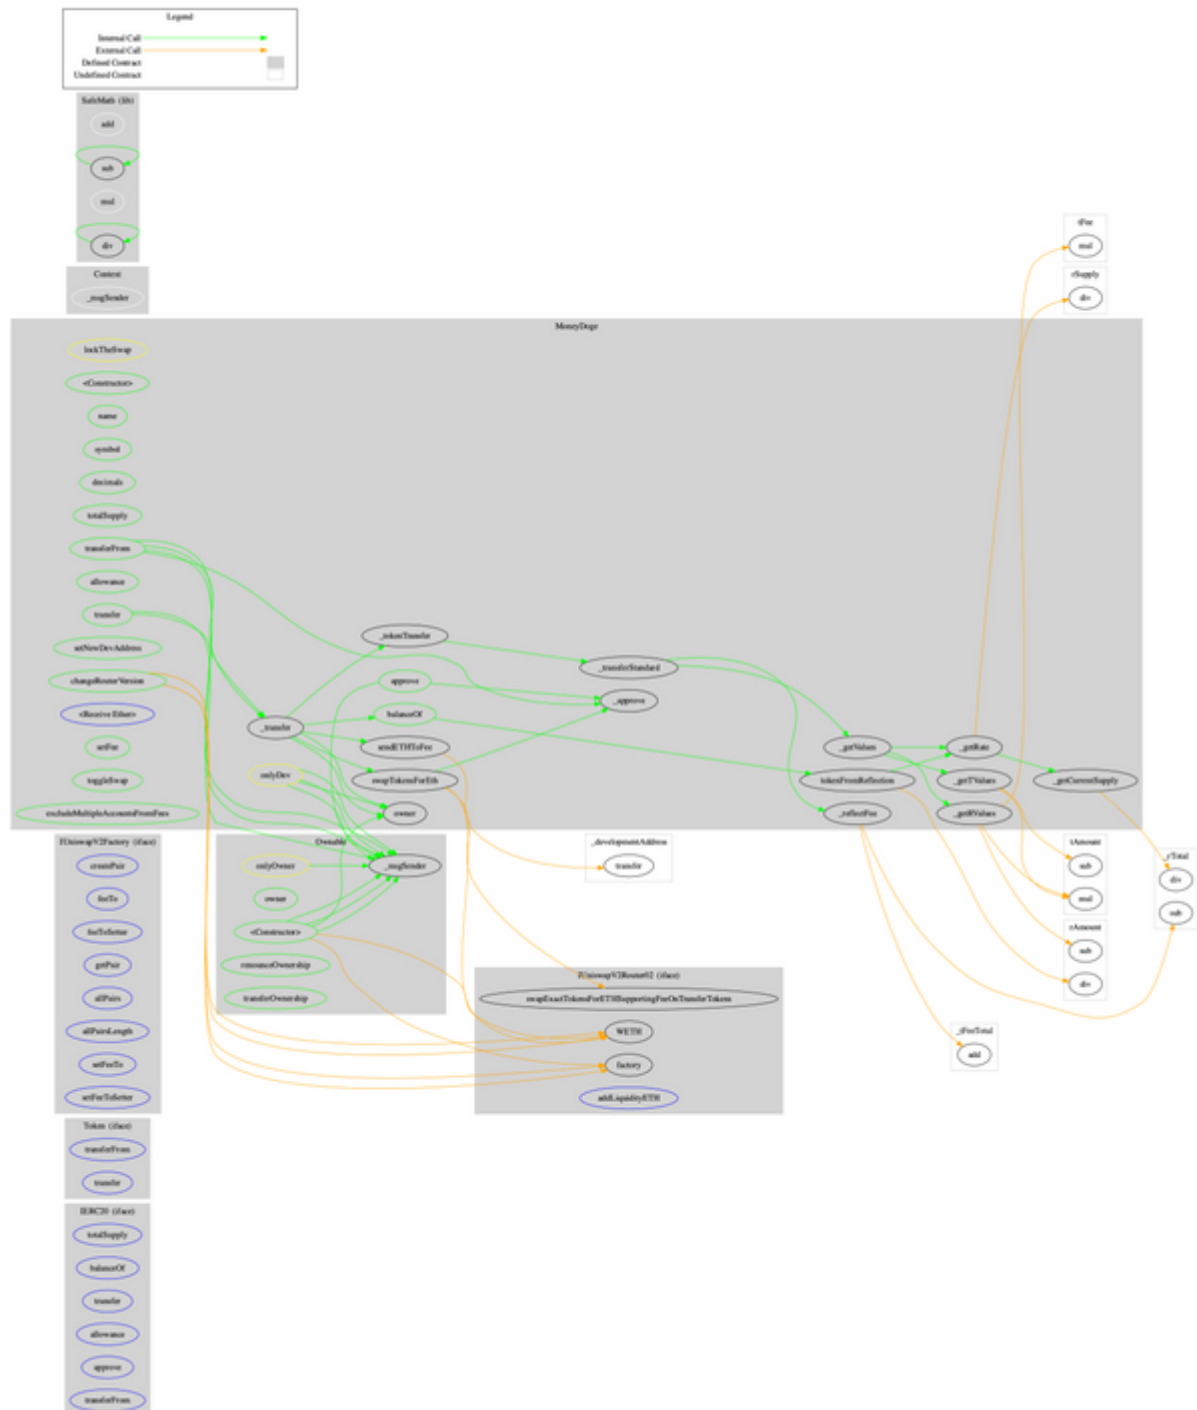 Legend
Internal Call
External Call
Defined Contract
Undefined Contract
SafeMath (lib)
add
sub
mul
div
Context
_msgSender
MoneyDoge
lockTheSwap
<Constructor>
name
symbol
decimals
totalSupply
transferFrom
allowance
transfer
setNewDevAddress
changeRouterVersion
<Receive Ether>
setFee
toggleSwap
excludeMultipleAccountsFromFees
_transfer
onlyDev
_tokenTransfer
approve
balanceOf
sendETHToFee
swapTokensForEth
owner
_transferStandard
_approve
_getValues
tokenFromReflection
_reflectFee
_getRate
_getTValues
_getRValues
_getCurrentSupply
tFee
mul
rSupply
div
IUniswapV2Factory (iface)
createPair
feeTo
feeToSetter
getPair
allPairs
allPairsLength
setFeeTo
setFeeToSetter
Ownable
onlyOwner
owner
<Constructor>
renounceOwnership
transferOwnership
_msgSender
_developmentAddress
transfer
IUniswapV2Router02 (iface)
swapExactTokensForETHSupportingFeeOnTransferTokens
WETH
factory
addLiquidityETH
tAmount
sub
mul
rAmount
sub
div
_rTotal
div
sub
_tFeeTotal
add
Token (iface)
transferFrom
transfer
IERC20 (iface)
totalSupply
balanceOf
transfer
allowance
approve
transferFrom